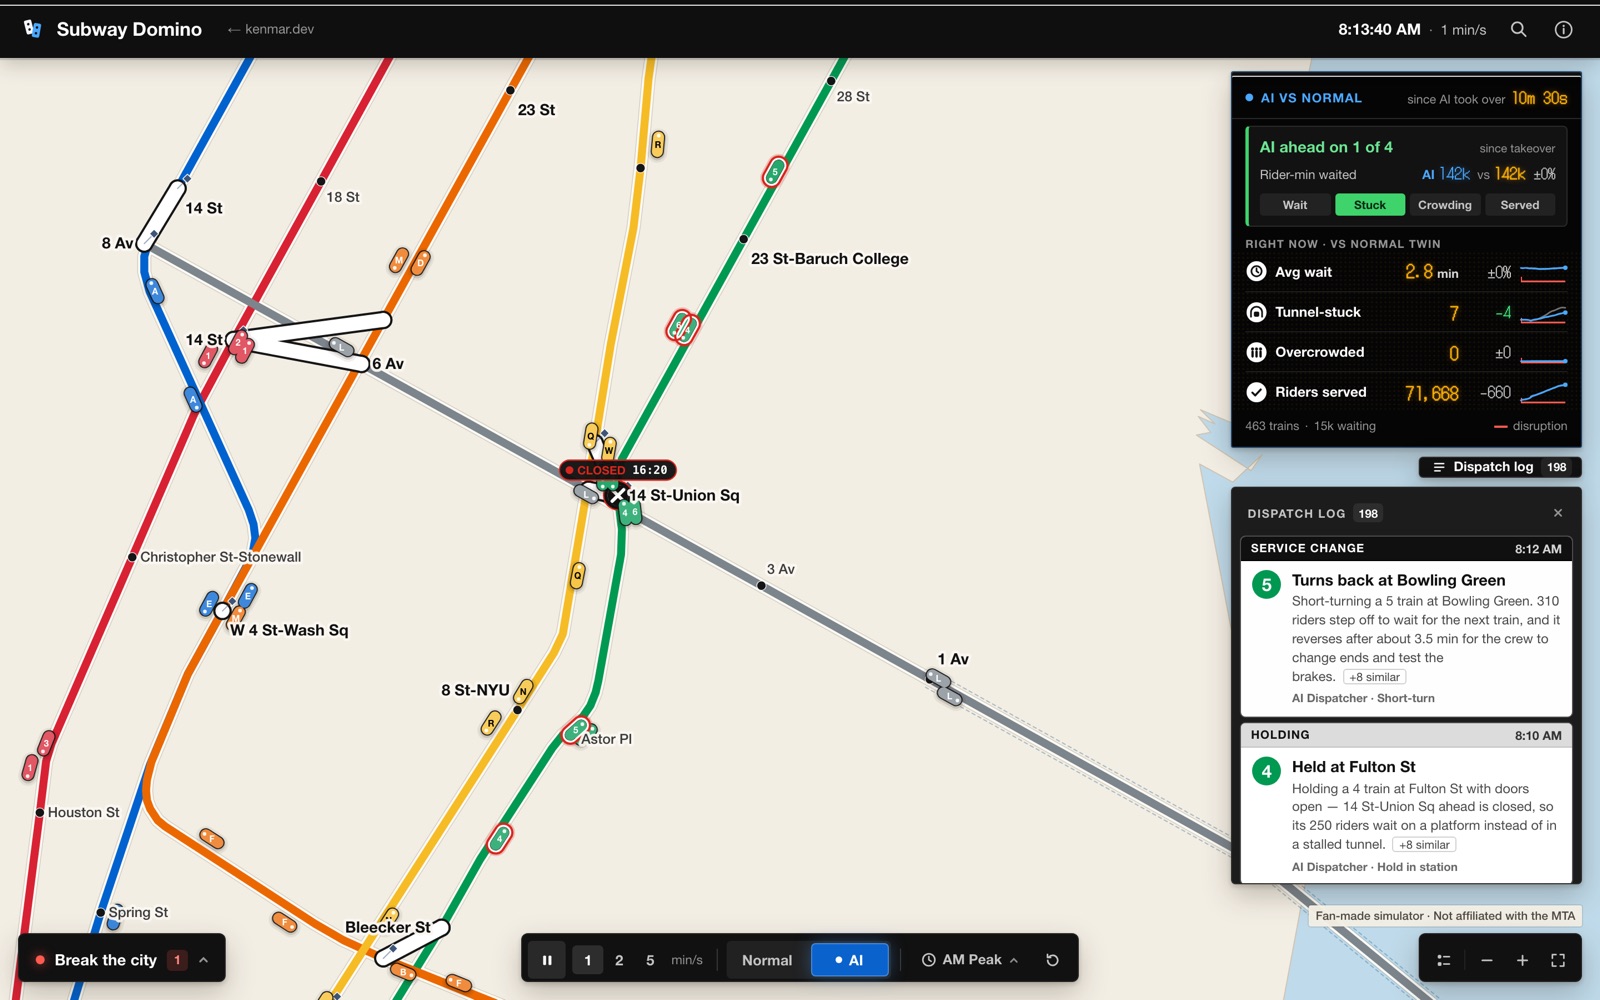 Subway Domino
← kenmar.dev
8:13:40 AM · 1 min/s
23 St
28 St
R
5
14 St
18 St
8 Av
23 St-Baruch College
M
D
A
14 St
1
2
1
L
6 Av
6
4
A
Q
W
CLOSED 16:20
L
14 St-Union Sq
4 6
Q
3 Av
Christopher St-Stonewall
E
E
W 4 St-Wash Sq
1 Av
L
L
8 St-NYU
N
R
5
Astor Pl
3
1
Houston St
4
F
Spring St
F
Bleecker St
B
F
AI VS NORMAL
since AI took over 10m 30s
AI ahead on 1 of 4
since takeover
Rider-min waited
AI 142k vs 142k ±0%
Wait
Stuck
Crowding
Served
RIGHT NOW · VS NORMAL TWIN
Avg wait 2.8 min ±0%
Tunnel-stuck 7 -4
Overcrowded 0 ±0
Riders served 71,668 -660
463 trains · 15k waiting
disruption
Dispatch log 198
DISPATCH LOG 198
×
SERVICE CHANGE 8:12 AM
5
Turns back at Bowling Green
Short-turning a 5 train at Bowling Green. 310
riders step off to wait for the next train, and it
reverses after about 3.5 min for the crew to
change ends and test the
brakes. +8 similar
AI Dispatcher · Short-turn
HOLDING 8:10 AM
4
Held at Fulton St
Holding a 4 train at Fulton St with doors
open — 14 St-Union Sq ahead is closed, so
its 250 riders wait on a platform instead of in
a stalled tunnel. +8 similar
AI Dispatcher · Hold in station
Fan-made simulator · Not affiliated with the MTA
Break the city 1
1 2 5 min/s
Normal
AI
AM Peak